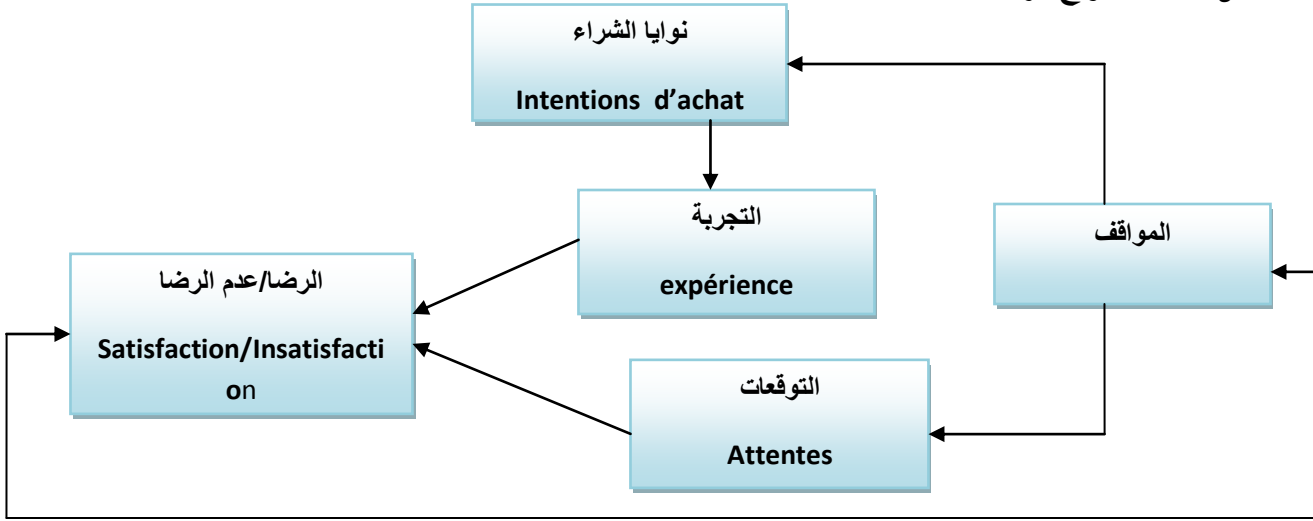 نوايا الشراء
Intentions d’achat
التجربة
expérience
المواقف
الرضا/عدم الرضا
Satisfaction/Insatisfacti
on
التوقعات
Attentes